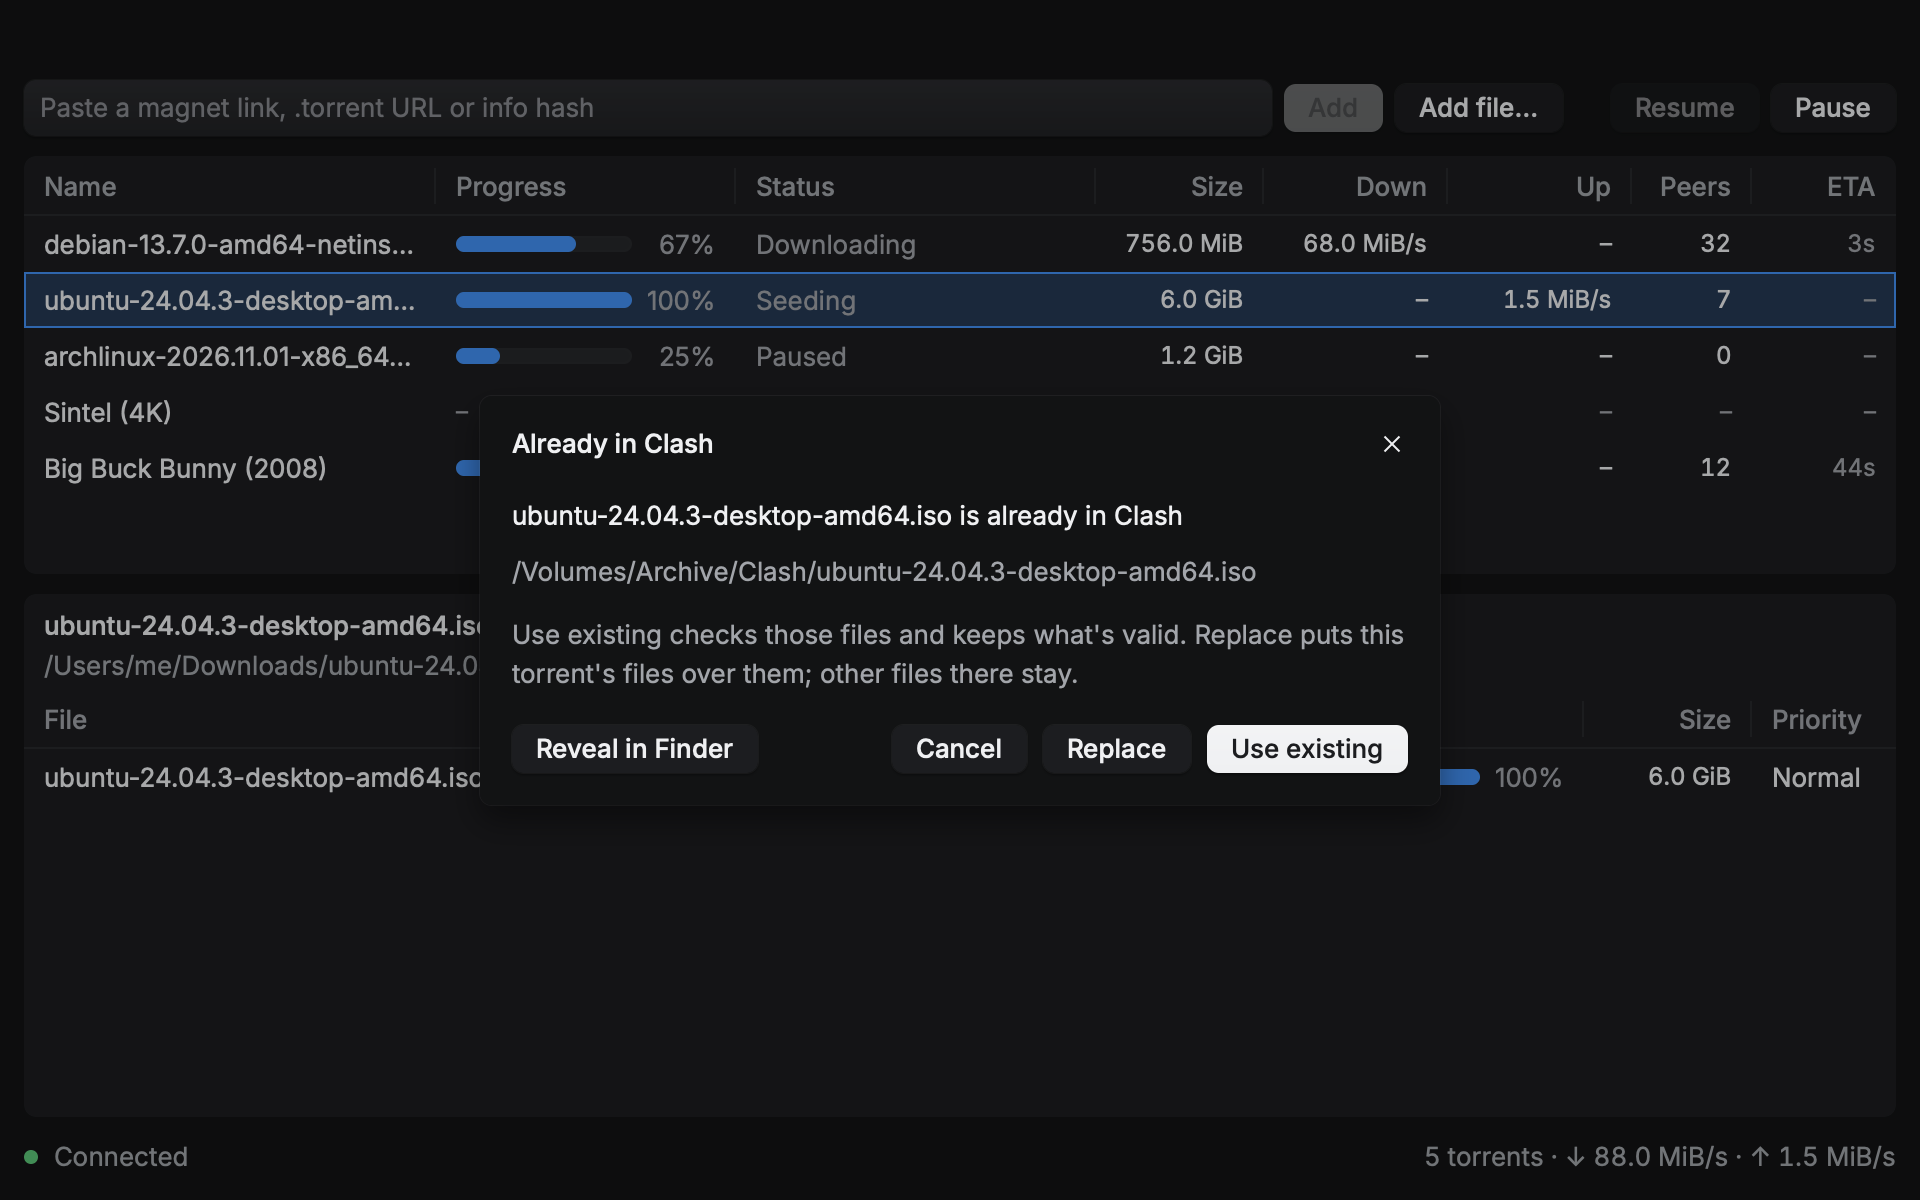 Paste a magnet link, .torrent URL or info hash
Add
Add file...
Resume
Pause
Name Progress Status Size Down Up Peers ETA
debian-13.7.0-amd64-netins... 67% Downloading 756.0 MiB 68.0 MiB/s – 32 3s
ubuntu-24.04.3-desktop-am... 100% Seeding 6.0 GiB – 1.5 MiB/s 7 –
archlinux-2026.11.01-x86_64... 25% Paused 1.2 GiB – – 0 –
Sintel (4K) – – – –
Big Buck Bunny (2008) – 12 44s
Already in Clash
ubuntu-24.04.3-desktop-amd64.iso is already in Clash
/Volumes/Archive/Clash/ubuntu-24.04.3-desktop-amd64.iso
Use existing checks those files and keeps what's valid. Replace puts this
torrent's files over them; other files there stay.
Reveal in Finder
Cancel
Replace
Use existing
ubuntu-24.04.3-desktop-amd64.iso
/Users/me/Downloads/ubuntu-24.0
File Size Priority
ubuntu-24.04.3-desktop-amd64.iso 100% 6.0 GiB Normal
Connected
5 torrents · ↓ 88.0 MiB/s · ↑ 1.5 MiB/s